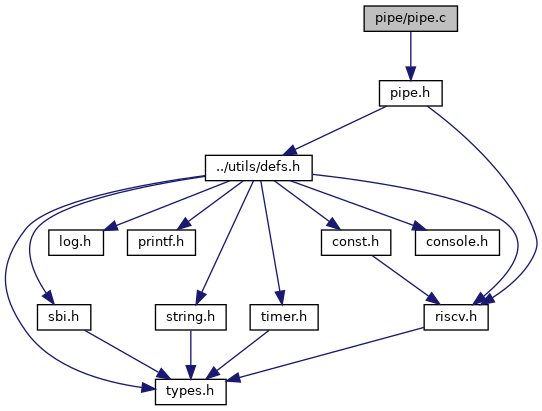 pipe/pipe.c
pipe.h
../utils/defs.h
log.h
printf.h
const.h
console.h
sbi.h
string.h
timer.h
riscv.h
types.h